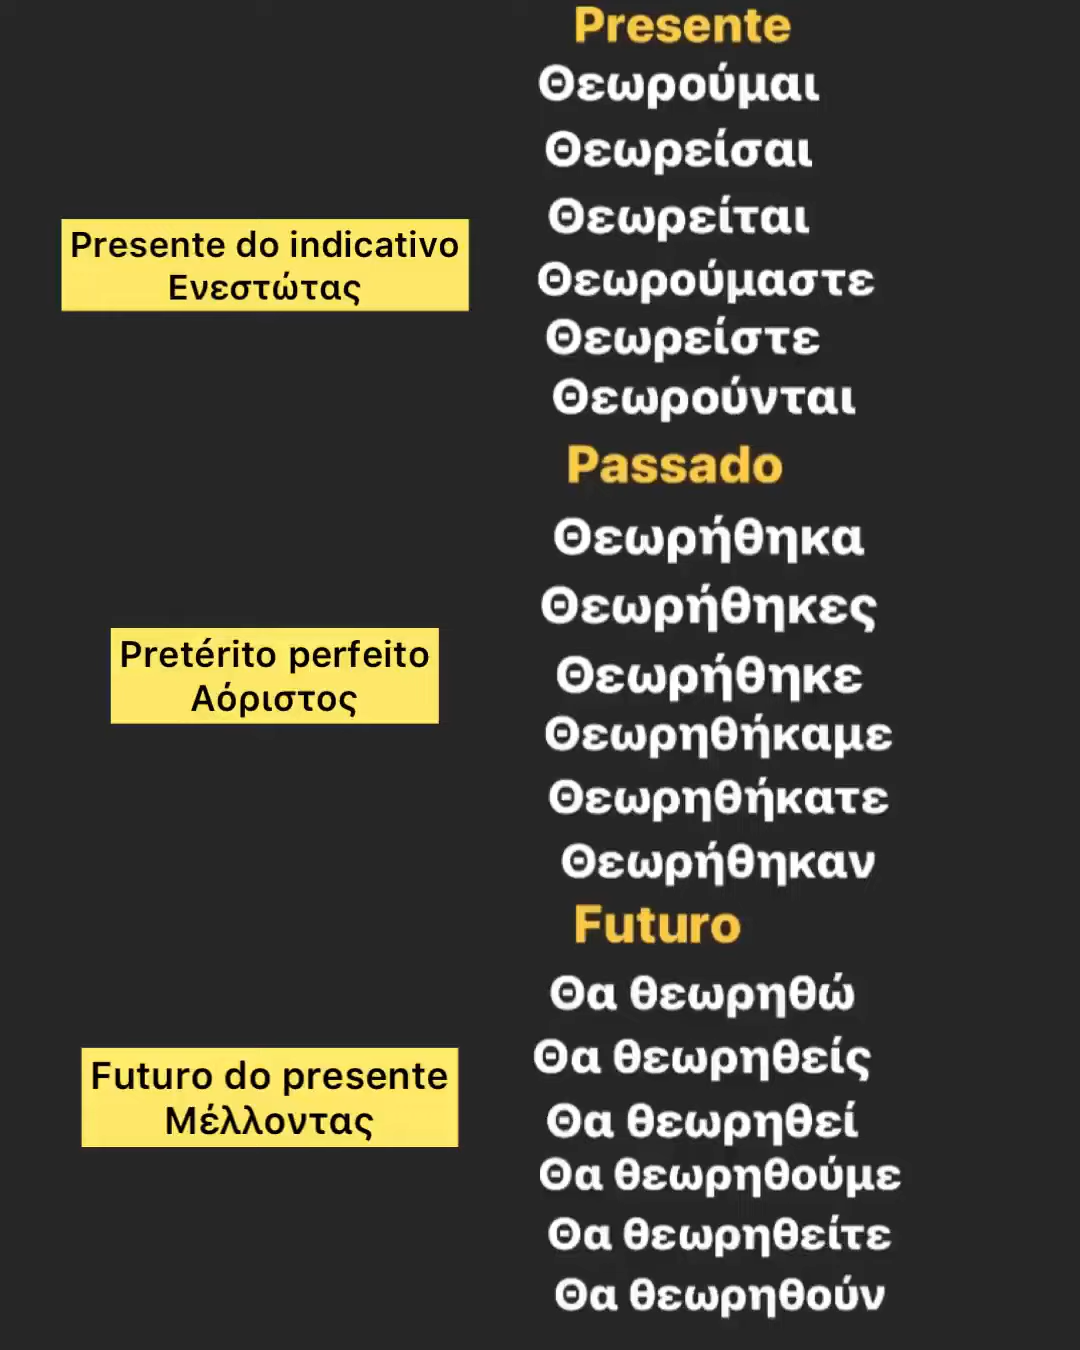 Presente
Θεωρούμαι
Θεωρείσαι
Θεωρείται
Presente do indicativo
Ενεστώτας
Θεωρούμαστε
Θεωρείστε
Θεωρούνται
Passado
Θεωρήθηκα
Θεωρήθηκες
Pretérito perfeito
Αόριστος
Θεωρήθηκε
Θεωρηθήκαμε
Θεωρηθήκατε
Θεωρήθηκαν
Futuro
Θα θεωρηθώ
Θα θεωρηθείς
Futuro do presente
Μέλλοντας
Θα θεωρηθεί
Θα θεωρηθούμε
Θα θεωρηθείτε
Θα θεωρηθούν